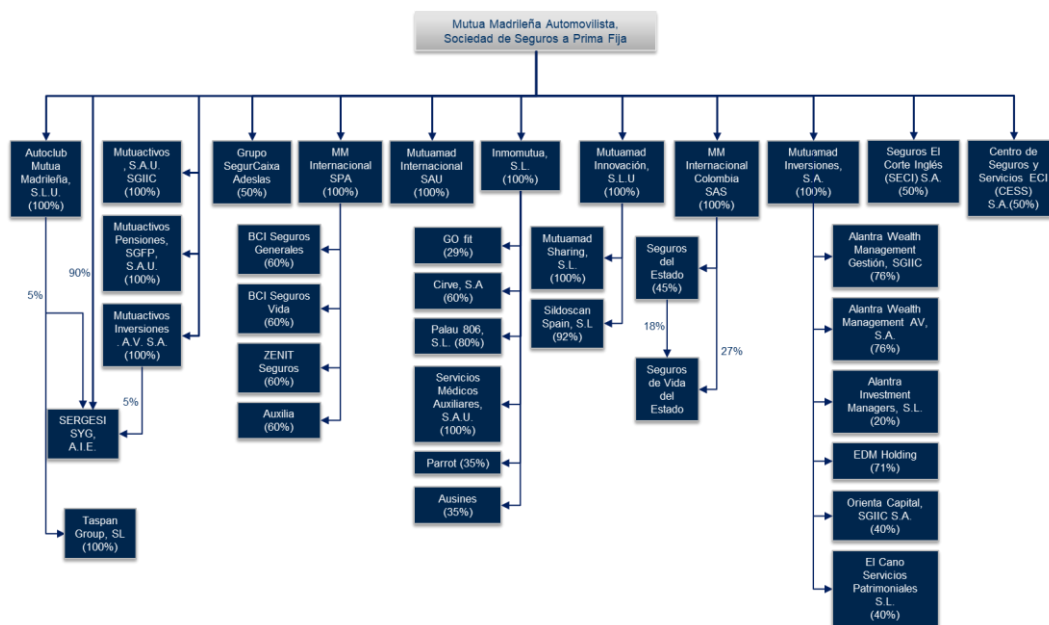 Mutua Madrileña Automovilista,
Sociedad de Seguros a Prima Fija
Autoclub
Mutua
Madrileña,
S.L.U.
(100%)
Mutuactivos
, S.A.U.
SGIIC
(100%)
Grupo
SegurCaixa
Adeslas
(50%)
MM
Internacional
SPA
(100%)
Mutuamad
Internacional
SAU
(100%)
Inmomutua,
S.L.
(100%)
Mutuamad
Innovación,
S.L.U
(100%)
MM
Internacional
Colombia
SAS
(100%)
Mutuamad
Inversiones,
S.A.
(100%)
Seguros El
Corte Inglés
(SECI) S.A.
(50%)
Centro de
Seguros y
Servicios ECI
(CESS)
S.A.(50%)
Mutuactivos
Pensiones,
SGFP,
S.A.U.
(100%)
Mutuactivos
Inversiones
. A.V. S.A.
(100%)
90%
5%
5%
SERGESI
SYG,
A.I.E.
Taspan
Group, SL
(100%)
BCI Seguros
Generales
(60%)
BCI Seguros
Vida
(60%)
ZENIT
Seguros
(60%)
Auxilia
(60%)
GO fit
(29%)
Cirve, S.A
(60%)
Palau 806,
S.L. (80%)
Servicios
Médicos
Auxiliares,
S.A.U.
(100%)
Parrot (35%)
Ausines
(35%)
Mutuamad
Sharing,
S.L.
(100%)
Sildoscan
Spain, S.L
(92%)
Seguros
del
Estado
(45%)
18%
27%
Seguros
de Vida del
Estado
Alantra Wealth
Management
Gestión, SGIIC
(76%)
Alantra Wealth
Management AV,
S.A.
(76%)
Alantra
Investment
Managers, S.L.
(20%)
EDM Holding
(71%)
Orienta Capital,
SGIIC S.A.
(40%)
El Cano
Servicios
Patrimoniales
S.L.
(40%)